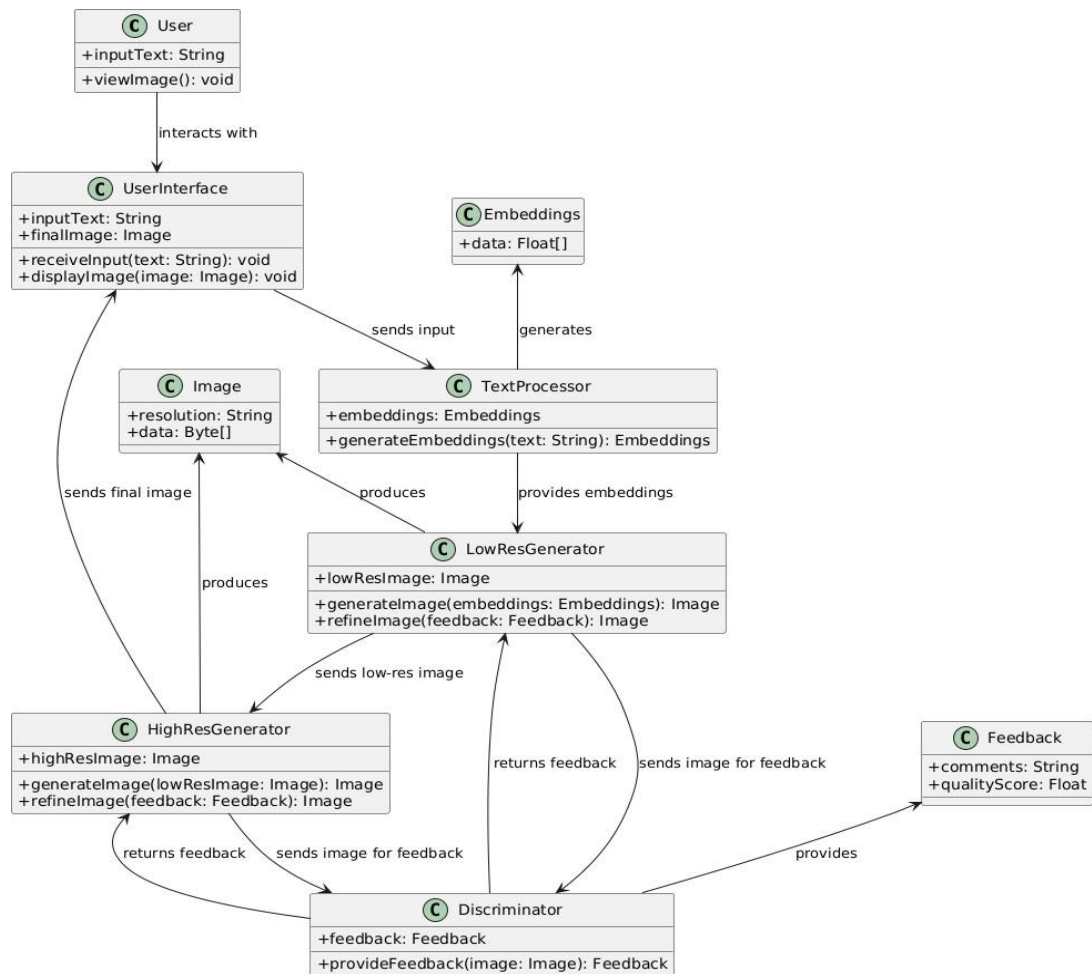 C User
+inputText: String
+viewImage(): void
interacts with
C UserInterface
+inputText: String
+finalImage: Image
+receiveInput(text: String): void
+displayImage(image: Image): void
C Embeddings
+data: Float[]
sends input
generates
C Image
+resolution: String
+data: Byte[]
C TextProcessor
+embeddings: Embeddings
+generateEmbeddings(text: String): Embeddings
sends final image
produces
provides embeddings
C LowResGenerator
+lowResImage: Image
+generateImage(embeddings: Embeddings): Image
+refineImage(feedback: Feedback): Image
produces
sends low-res image
C HighResGenerator
+highResImage: Image
+generateImage(lowResImage: Image): Image
+refineImage(feedback: Feedback): Image
returns feedback
sends image for feedback
C Feedback
+comments: String
+qualityScore: Float
returns feedback
sends image for feedback
provides
C Discriminator
+feedback: Feedback
+provideFeedback(image: Image): Feedback